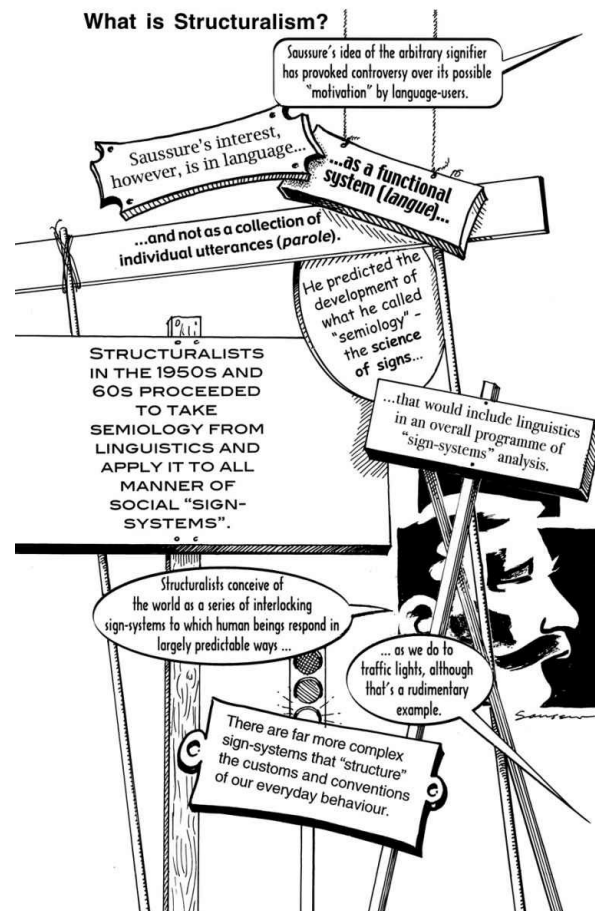 What is Structuralism?
Saussure's idea of the arbitrary signifier
has provoked controversy over its possible
"motivation" by language-users.
Saussure's interest,
however, is in language...
...as a functional
system (langue)...
...and not as a collection of
individual utterances (parole).
He predicted the
development of
what he called
"semiology" -
the science
of signs...
...that would include linguistics
in an overall programme of
"sign-systems" analysis.
STRUCTURALISTS
IN THE 1950S AND
60S PROCEEDED
TO TAKE
SEMIOLOGY FROM
LINGUISTICS AND
APPLY IT TO ALL
MANNER OF
SOCIAL "SIGN-
SYSTEMS".
Structuralists conceive of
the world as a series of interlocking
sign-systems to which human beings respond in
largely predictable ways ...
... as we do to
traffic lights, although
that's a rudimentary
example.
There are far more complex
sign-systems that "structure"
the customs and conventions
of our everyday behaviour.